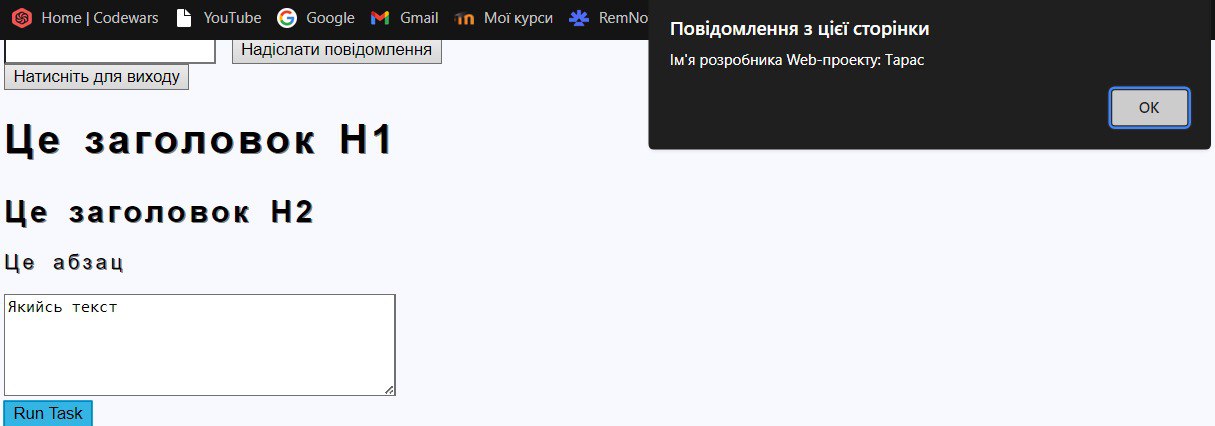 Home | Codewars YouTube Google Gmail Мої курси RemNo
Повідомлення з цієї сторінки
Ім'я розробника Web-проекту: Тарас
OK
Надіслати повідомлення
Натисніть для виходу
Це заголовок H1
Це заголовок H2
Це абзац
Якийсь текст
Run Task